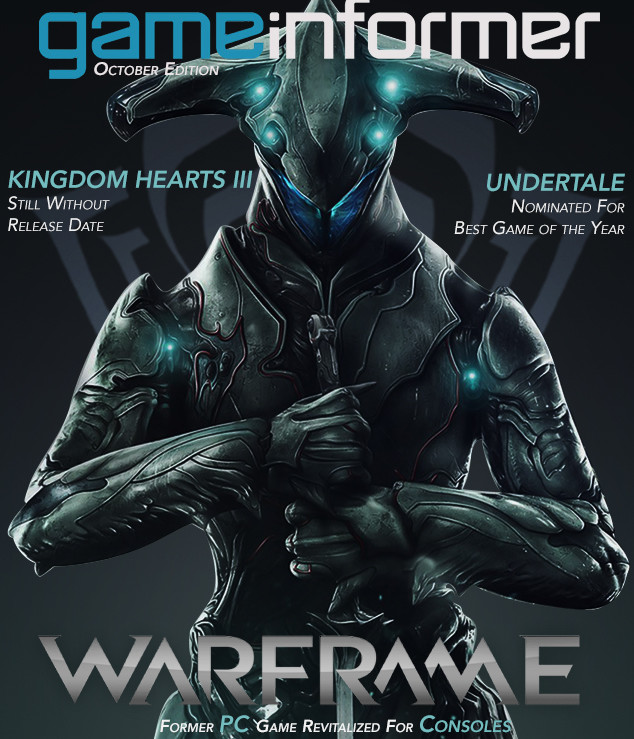 gameinformer
October Edition
KINGDOM HEARTS III
Still Without
Release Date
UNDERTALE
Nominated For
Best Game of the Year
WARFRAME
Former PC Game Revitalized For Consoles